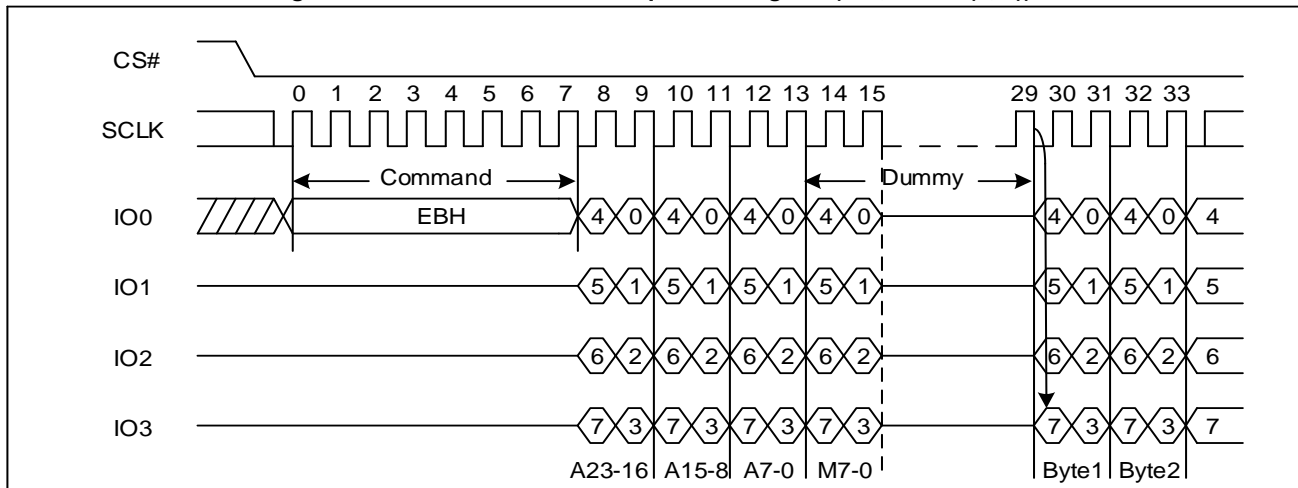 CS#
0 1 2 3 4 5 6 7 8 9 10 11 12 13 14 15 29 30 31 32 33
SCLK
Command Dummy
IO0 EBH 4 0 4 0 4 0 4 0 4 0 4 0 4
IO1 5 1 5 1 5 1 5 1 5 1 5 1 5
IO2 6 2 6 2 6 2 6 2 6 2 6 2 6
IO3 7 3 7 3 7 3 7 3 7 3 7 3 7
A23-16 A15-8 A7-0 M7-0 Byte1 Byte2